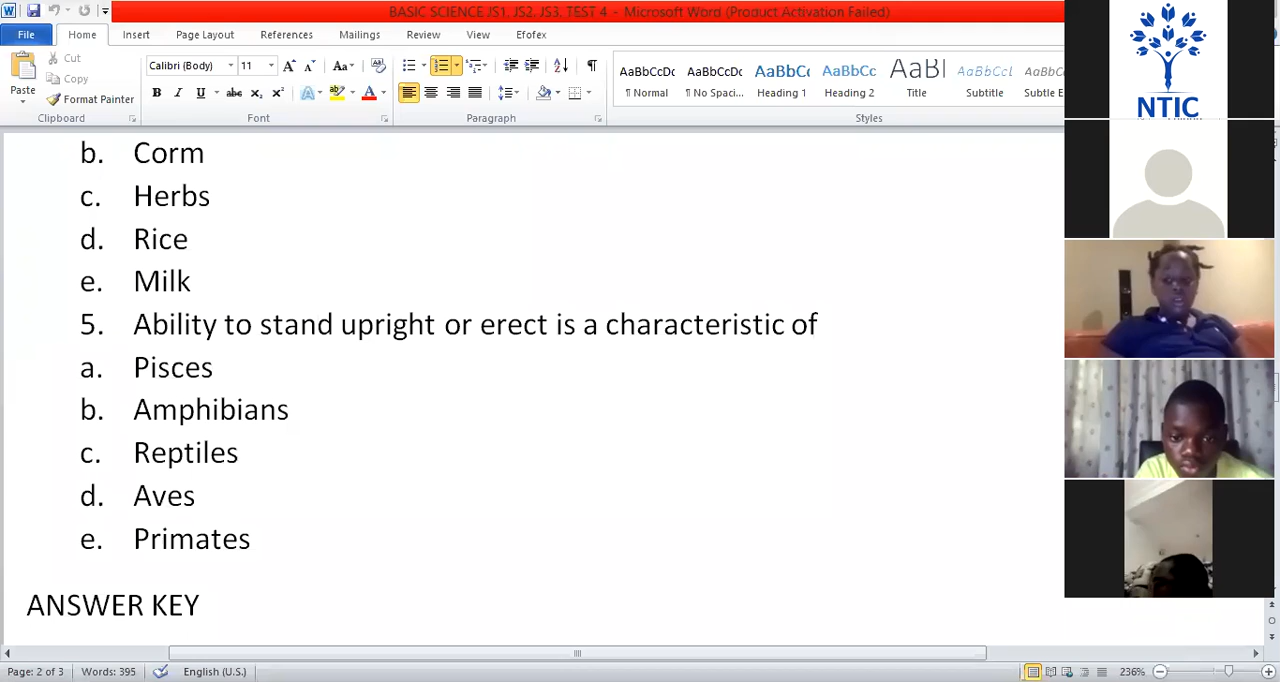 BASIC SCIENCE JS1, JS2, JS3, TEST 4 - Microsoft Word (Product Activation Failed)
File Home Insert Page Layout References Mailings Review View Efofex
Cut
Copy
Paste
Format Painter
Calibri (Body) 11
AaBbCcDc AaBbCcDc AaBbCc AaBbCc AaBl AaBbCcL AaBbCc
¶ Normal ¶ No Spaci... Heading 1 Heading 2 Title Subtitle Subtle E
Clipboard Font Paragraph Styles
NTIC
b. Corm
c. Herbs
d. Rice
e. Milk
5. Ability to stand upright or erect is a characteristic of
a. Pisces
b. Amphibians
c. Reptiles
d. Aves
e. Primates
ANSWER KEY
Page: 2 of 3 Words: 395 English (U.S.) 236%